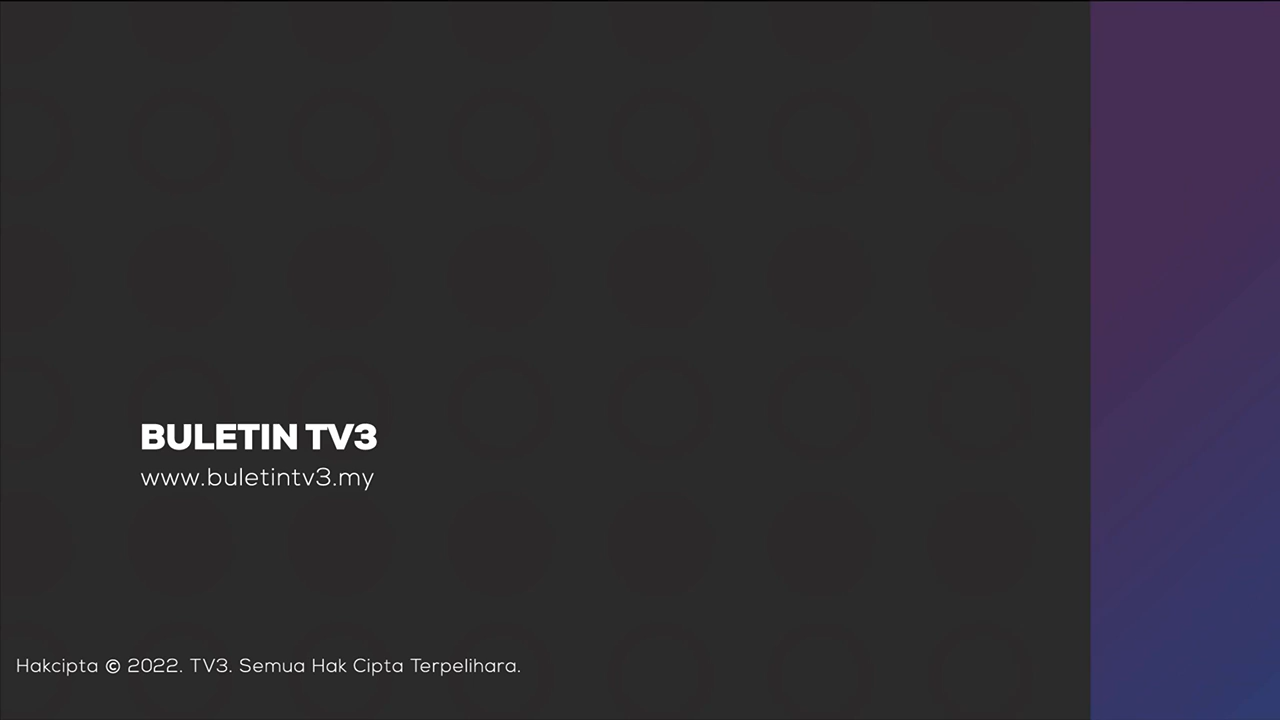 BULETIN TV3
www.buletintv3.my
Hakcipta © 2022. TV3. Semua Hak Cipta Terpelihara.